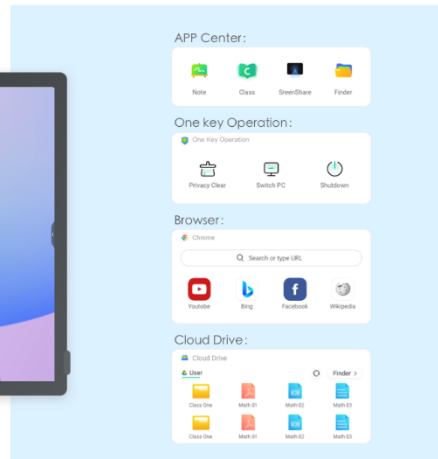 APP Center:
Note Class SreenShare Finder
One key Operation:
One Key Operation
Privacy Clear Switch PC Shutdown
Browser:
Chrome
Search or type URL
Youtube Bing Facebook Wikipedia
Cloud Drive:
Cloud Drive
User Finder >
Class One Math 01 Math 02 Math 03
Class One Math 01 Math 02 Math 03